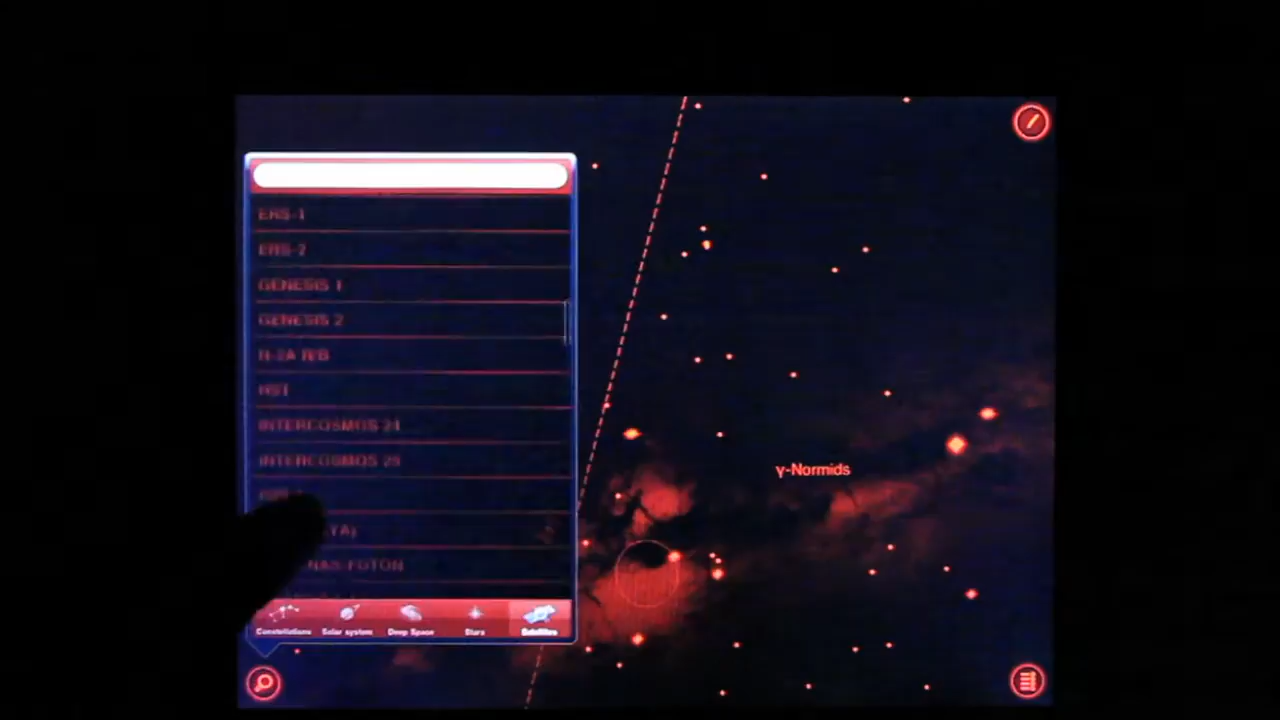 ERS-1
ERS-2
GENESIS 1
GENESIS 2
H-2A R/B
HST
INTERCOSMOS 24
INTERCOSMOS 25
γ-Normids
Constellations
Solar system
Deep Space
Stars
Satellites